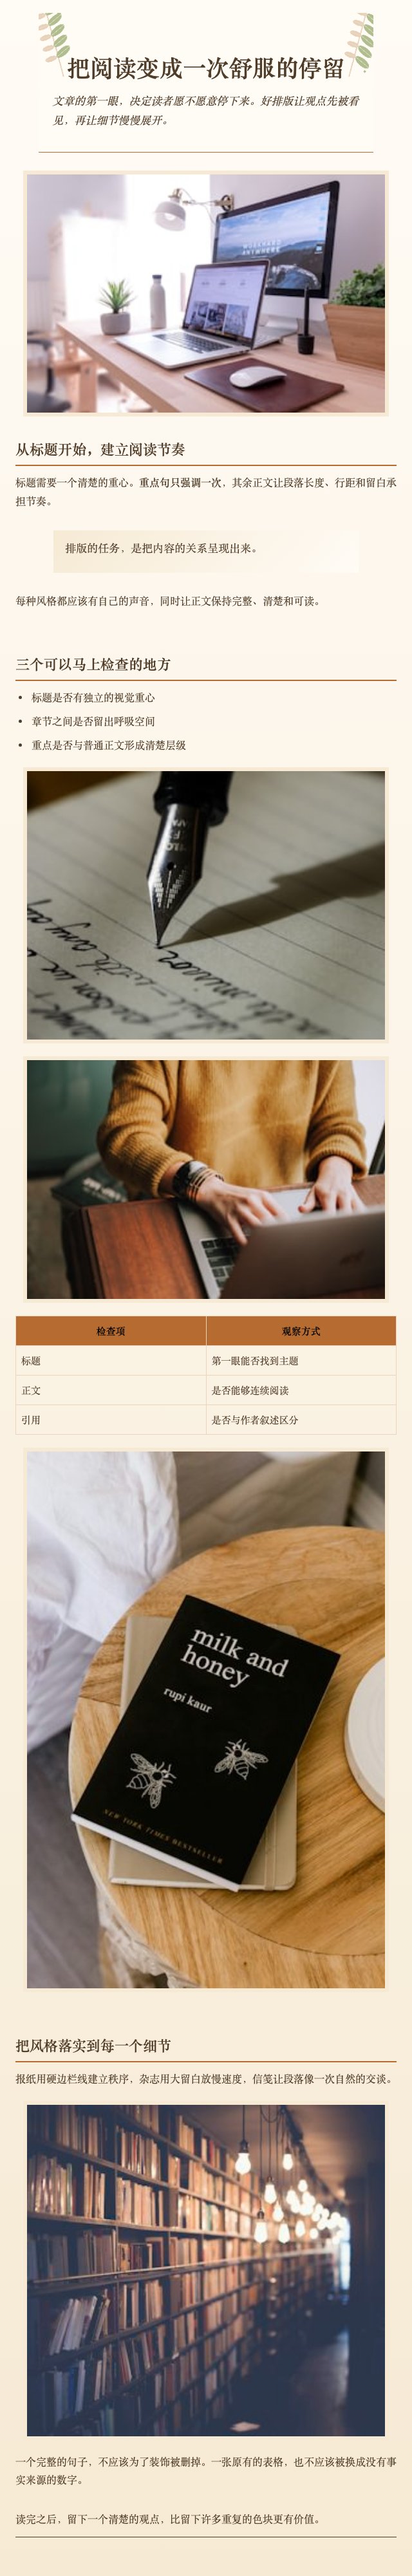 把阅读变成一次舒服的停留
文章的第一眼，决定读者愿不愿意停下来。好排版让观点先被看
见，再让细节慢慢展开。
从标题开始，建立阅读节奏
标题需要一个清楚的重心。重点句只强调一次，其余正文让段落长度、行距和留白承
担节奏。
排版的任务，是把内容的关系呈现出来。
每种风格都应该有自己的声音，同时让正文保持完整、清楚和可读。
三个可以马上检查的地方
• 标题是否有独立的视觉重心
• 章节之间是否留出呼吸空间
• 重点是否与普通正文形成清楚层级
检查项 观察方式
标题 第一眼能否找到主题
正文 是否能够连续阅读
引用 是否与作者叙述区分
milk and
honey
rupi kaur
NEW YORK TIMES BESTSELLER
把风格落实到每一个细节
报纸用硬边栏线建立秩序，杂志用大留白放慢速度，信笺让段落像一次自然的交谈。
一个完整的句子，不应该为了装饰被删掉。一张原有的表格，也不应该被换成没有事
实来源的数字。
读完之后，留下一个清楚的观点，比留下许多重复的色块更有价值。